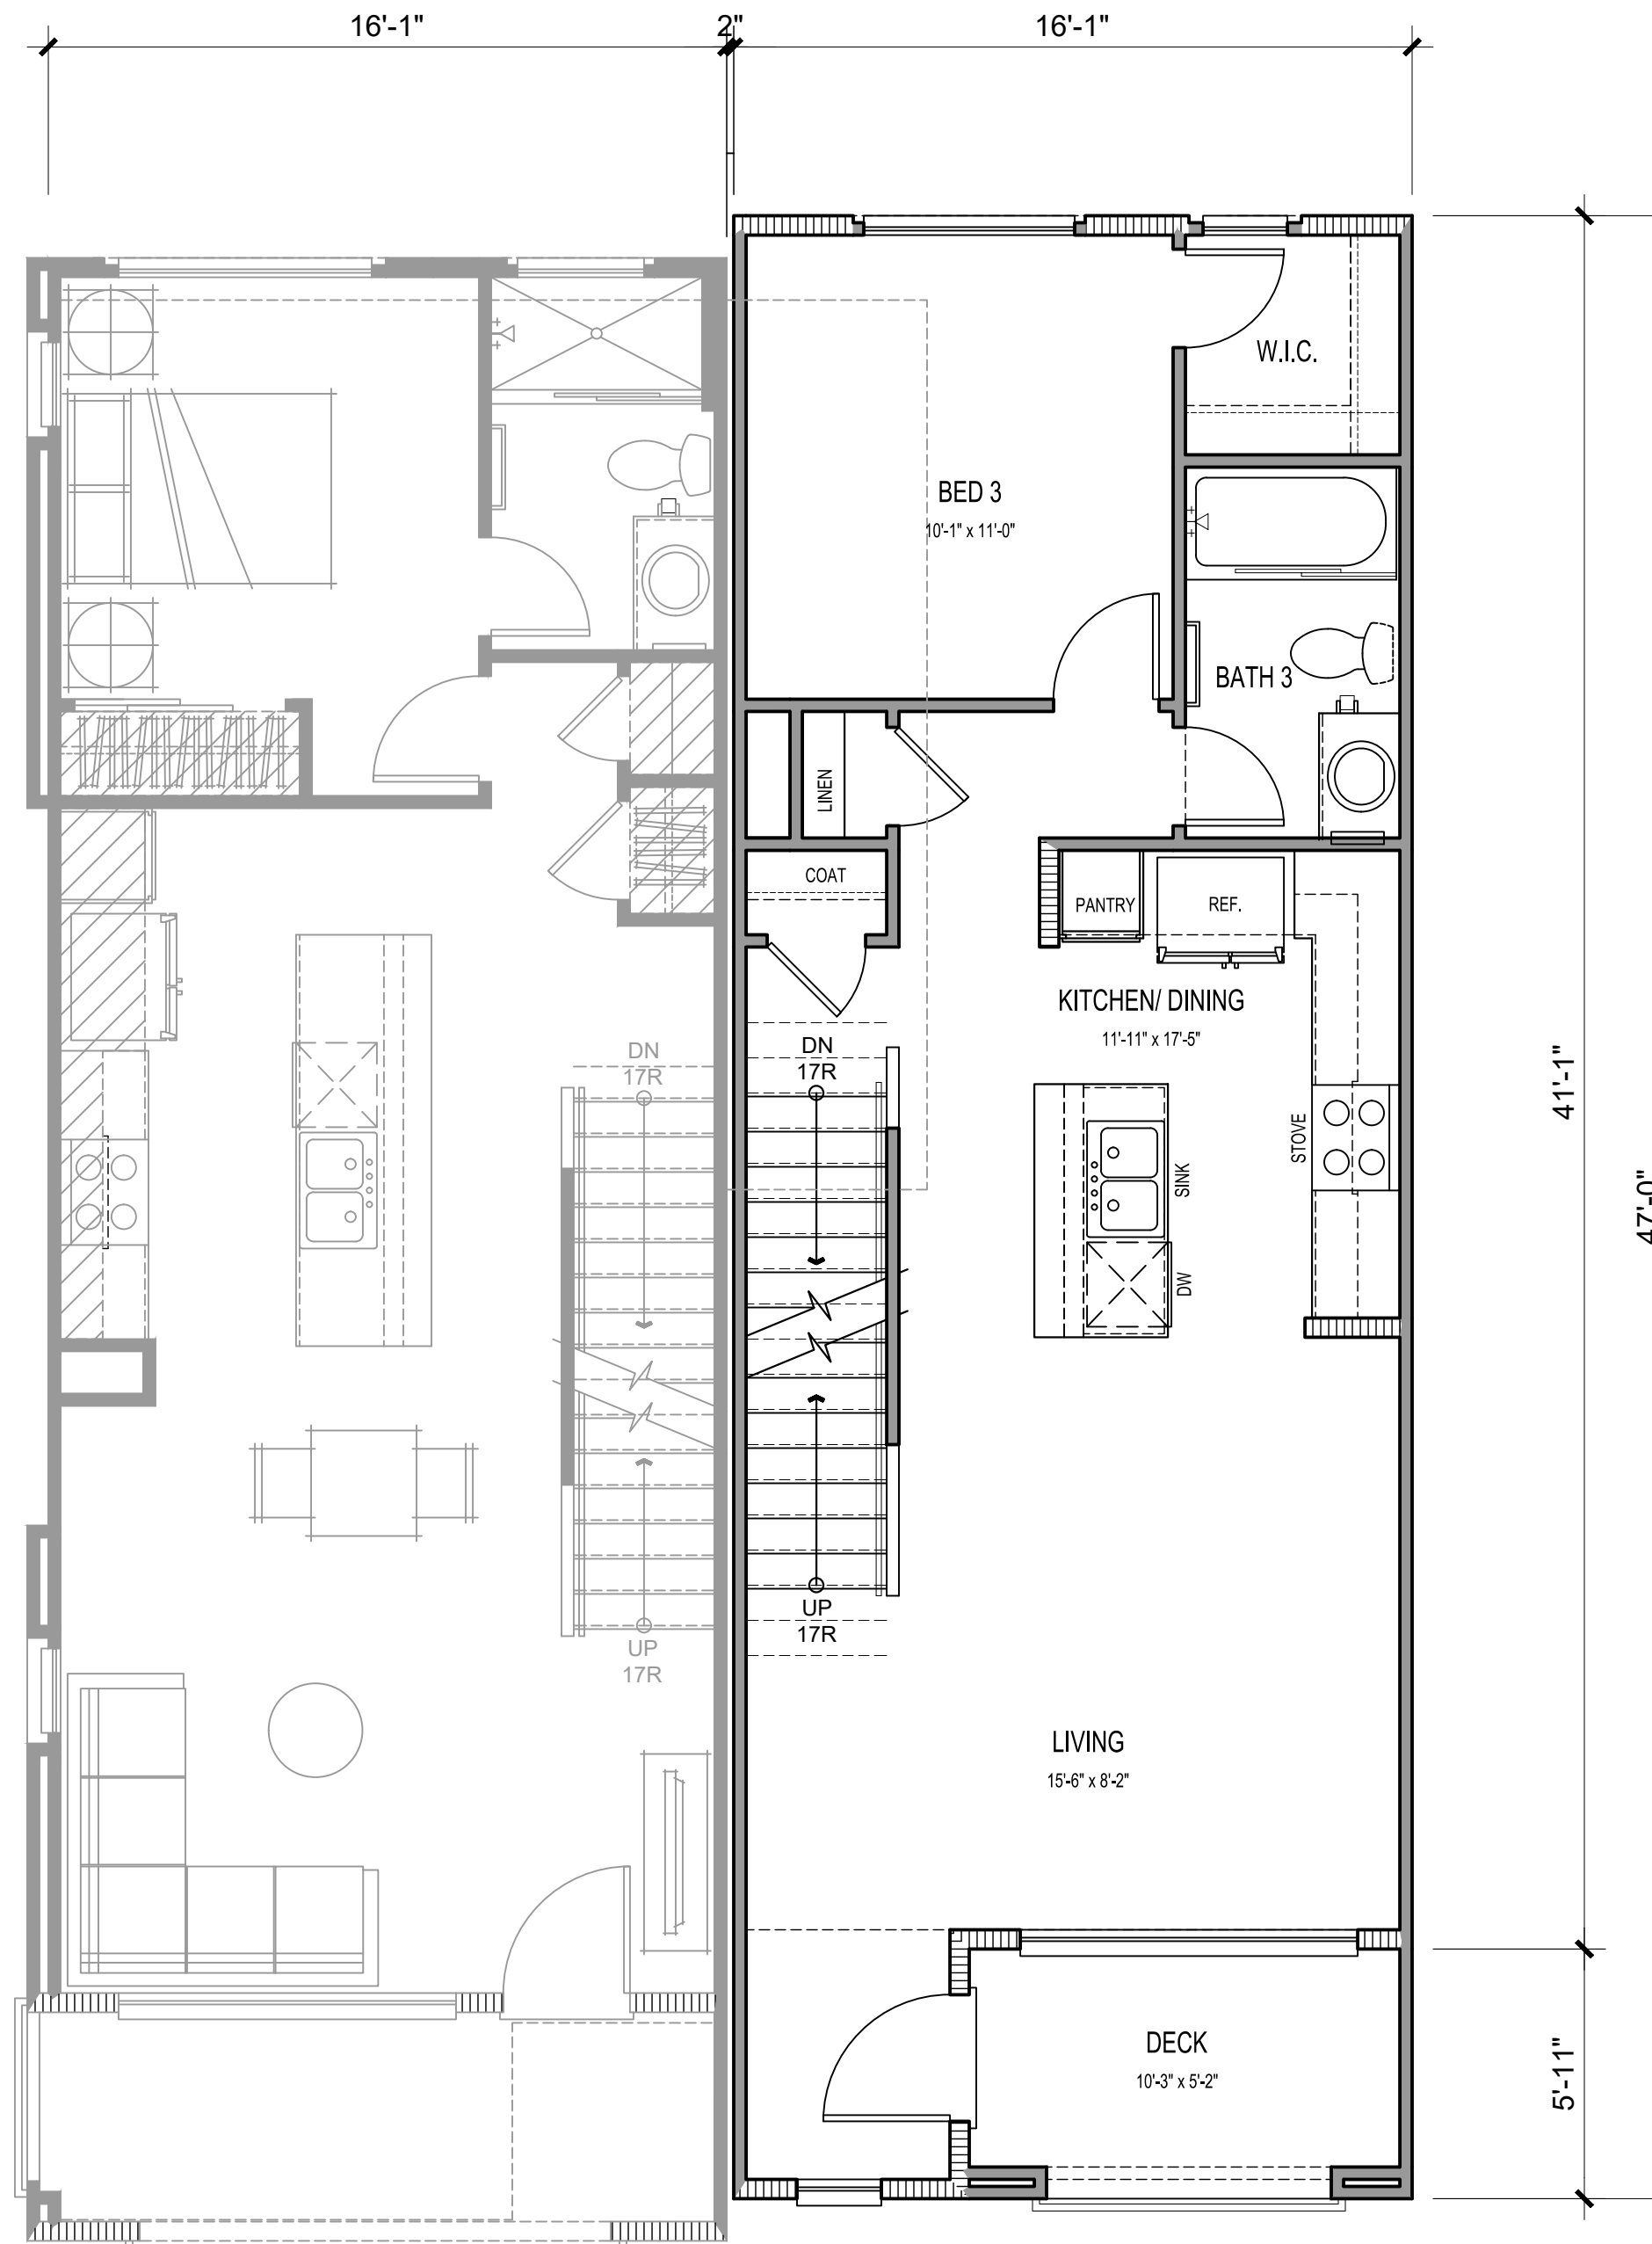 16'-1"
2"
16'-1"
W.I.C.
BED 3
10'-1" x 11'-0"
BATH 3
LINEN
COAT
PANTRY
REF.
KITCHEN/ DINING
11'-11" x 17'-5"
DN
17R
DN
17R
STOVE
SINK
DW
41'-1"
47'-0"
UP
17R
UP
17R
LIVING
15'-6" x 8'-2"
DECK
10'-3" x 5'-2"
5'-11"